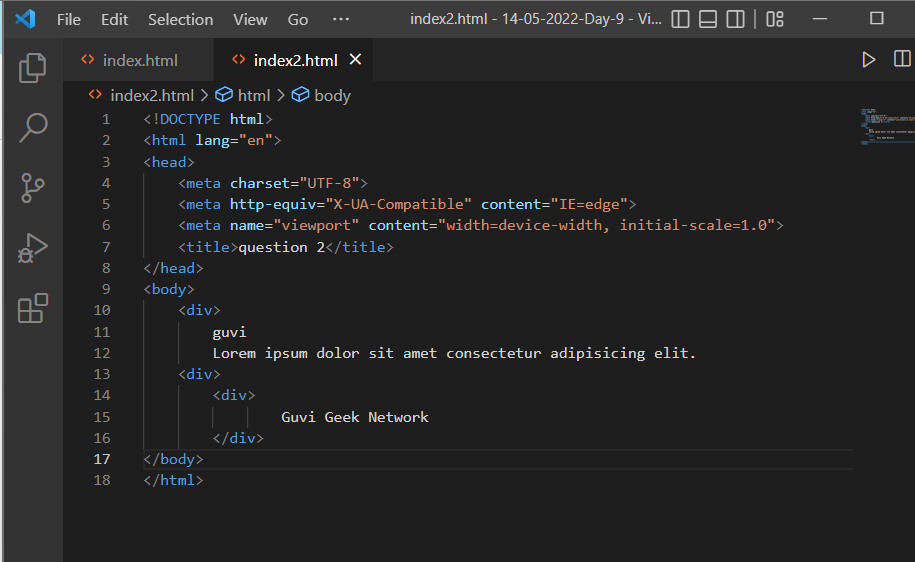 File Edit Selection View Go ··· index2.html - 14-05-2022-Day-9 - Vi...
index.html index2.html
index2.html > html > body
1 <!DOCTYPE html>
2 <html lang="en">
3 <head>
4 <meta charset="UTF-8">
5 <meta http-equiv="X-UA-Compatible" content="IE=edge">
6 <meta name="viewport" content="width=device-width, initial-scale=1.0">
7 <title>question 2</title>
8 </head>
9 <body>
10 <div>
11 guvi
12 Lorem ipsum dolor sit amet consectetur adipisicing elit.
13 <div>
14 <div>
15 Guvi Geek Network
16 </div>
17 </body>
18 </html>